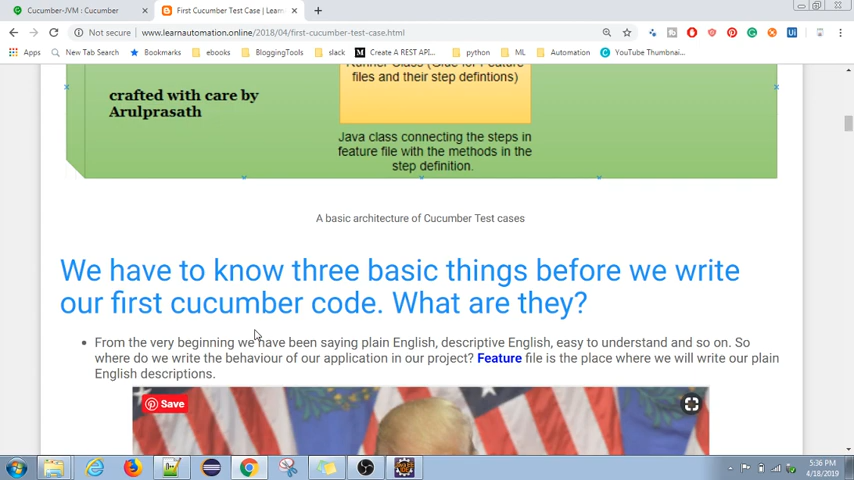 Cucumber-JVM : Cucumber
First Cucumber Test Case | Learn
Not secure | www.learnautomation.online/2018/04/first-cucumber-test-case.html
Apps New Tab Search Bookmarks ebooks BloggingTools slack Create A REST API... python ML Automation YouTube Thumbnai...
Runner Class (Glue for Feature
files and their step defintions)
crafted with care by
Arulprasath
Java class connecting the steps in
feature file with the methods in the
step definition.
A basic architecture of Cucumber Test cases
We have to know three basic things before we write
our first cucumber code. What are they?
• From the very beginning we have been saying plain English, descriptive English, easy to understand and so on. So
where do we write the behaviour of our application in our project? Feature file is the place where we will write our plain
English descriptions.
Save
5:36 PM
4/18/2019